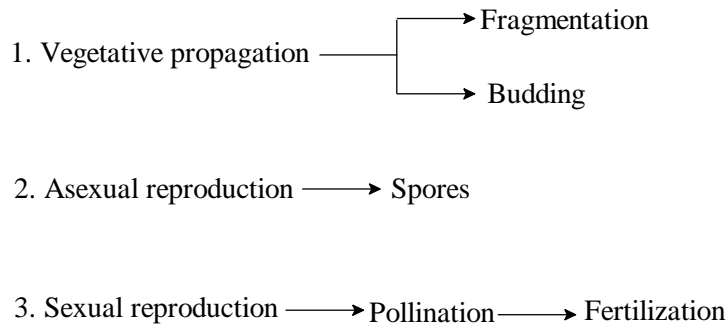 Fragmentation
1. Vegetative propagation
Budding
2. Asexual reproduction Spores
3. Sexual reproduction Pollination Fertilization